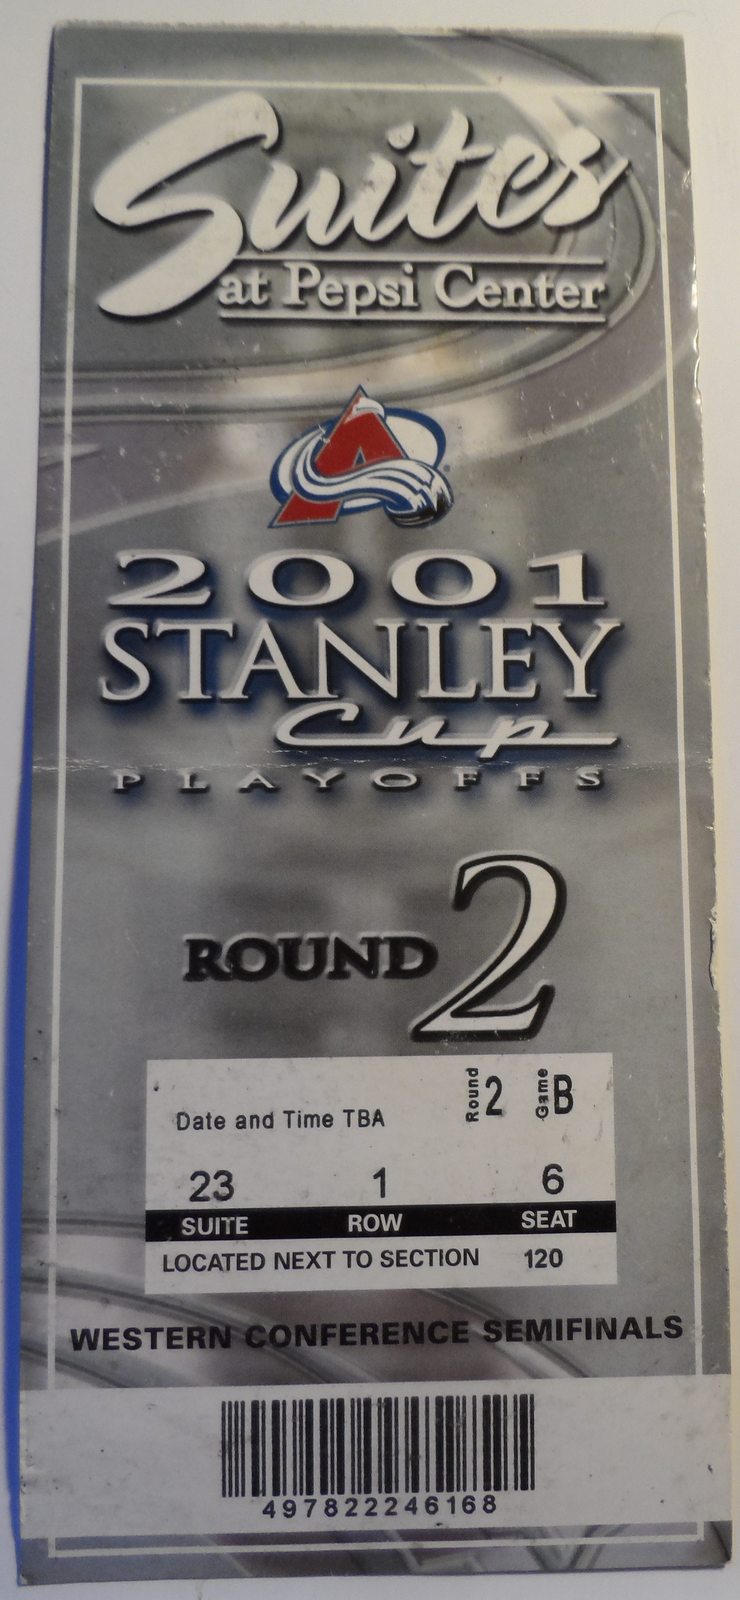 Suites
at Pepsi Center
A
2001
STANLEY
Cup
PLAYOFFS
ROUND 2
Date and Time TBA Round 2 Game B
23 1 6
SUITE ROW SEAT
LOCATED NEXT TO SECTION 120
WESTERN CONFERENCE SEMIFINALS
497822246168